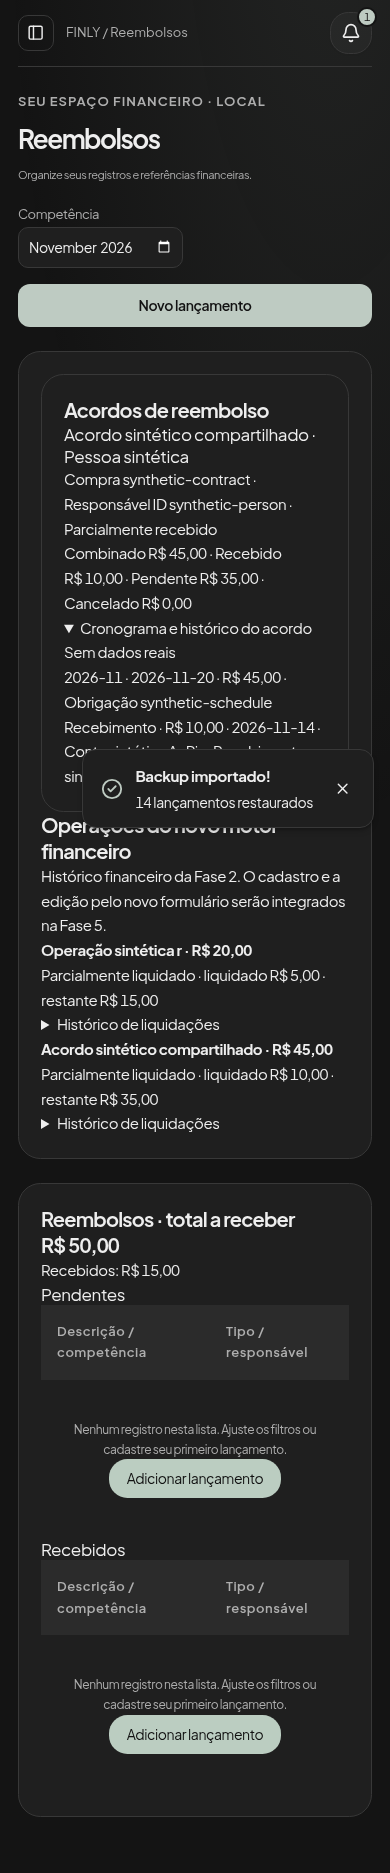 FINLY / Reembolsos
1
SEU ESPAÇO FINANCEIRO · LOCAL
Reembolsos
Organize seus registros e referências financeiras.
Competência
November 2026
Novo lançamento
Acordos de reembolso
Acordo sintético compartilhado ·
Pessoa sintética
Compra synthetic-contract ·
Responsável ID synthetic-person ·
Parcialmente recebido
Combinado R$ 45,00 · Recebido
R$ 10,00 · Pendente R$ 35,00 ·
Cancelado R$ 0,00
Cronograma e histórico do acordo
Sem dados reais
2026-11 · 2026-11-20 · R$ 45,00 ·
Obrigação synthetic-schedule
Recebimento · R$ 10,00 · 2026-11-14 ·
Backup importado!
14 lançamentos restaurados
Operações do novo motor
financeiro
Histórico financeiro da Fase 2. O cadastro e a
edição pelo novo formulário serão integrados
na Fase 5.
Operação sintética r · R$ 20,00
Parcialmente liquidado · liquidado R$ 5,00 ·
restante R$ 15,00
Histórico de liquidações
Acordo sintético compartilhado · R$ 45,00
Parcialmente liquidado · liquidado R$ 10,00 ·
restante R$ 35,00
Histórico de liquidações
Reembolsos · total a receber
R$ 50,00
Recebidos: R$ 15,00
Pendentes
Descrição / competência
Tipo / responsável
Nenhum registro nesta lista. Ajuste os filtros ou
cadastre seu primeiro lançamento.
Adicionar lançamento
Recebidos
Descrição / competência
Tipo / responsável
Nenhum registro nesta lista. Ajuste os filtros ou
cadastre seu primeiro lançamento.
Adicionar lançamento